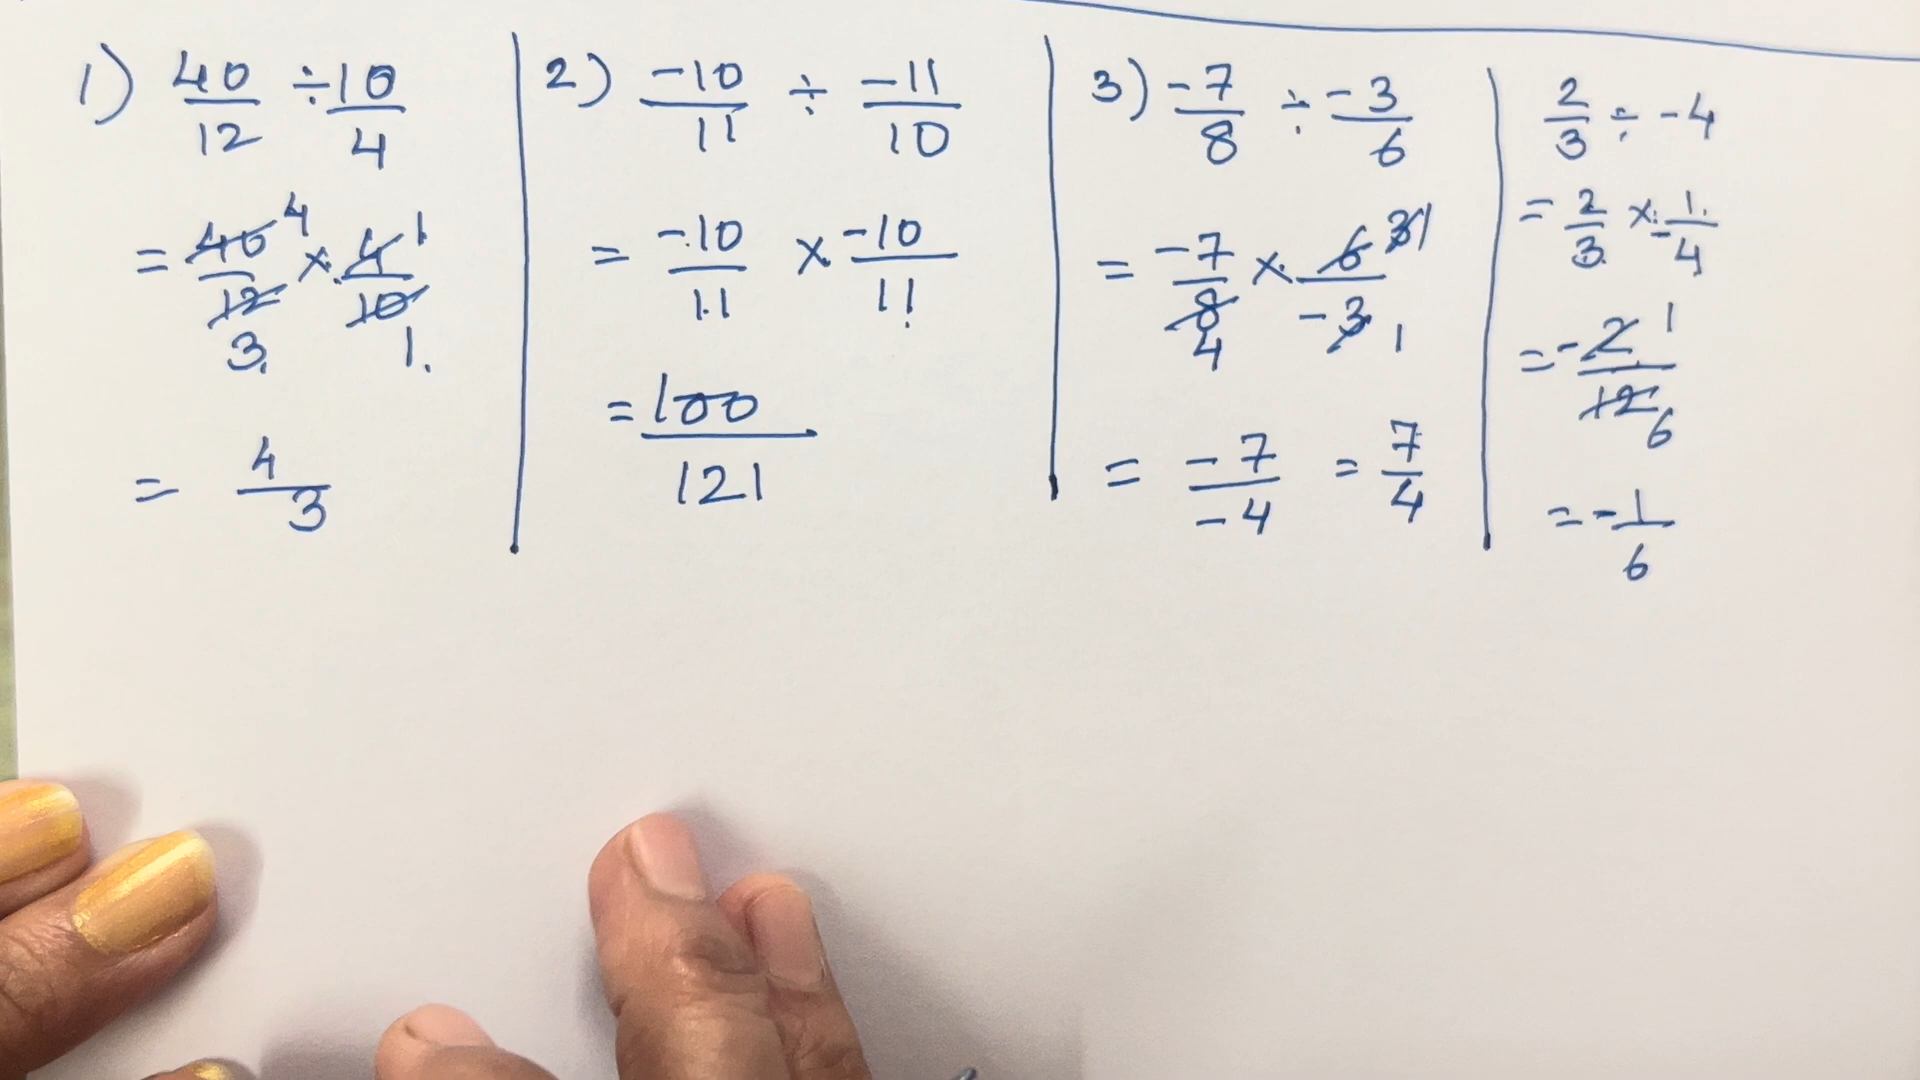 1) 40/12 ÷ 10/4
= 40/12 4 3 × 4/10 1 1.
= 4/3
2) -10/11 ÷ -11/10
= -10/11 × -10/11
= 100/121
3) -7/8 ÷ -3/6
= -7/8 4 × 6/-3 31 1
= -7/-4 = 7/4
2/3 ÷ -4
= 2/3 × 1/-4
= -2/12 1 6
= -1/6